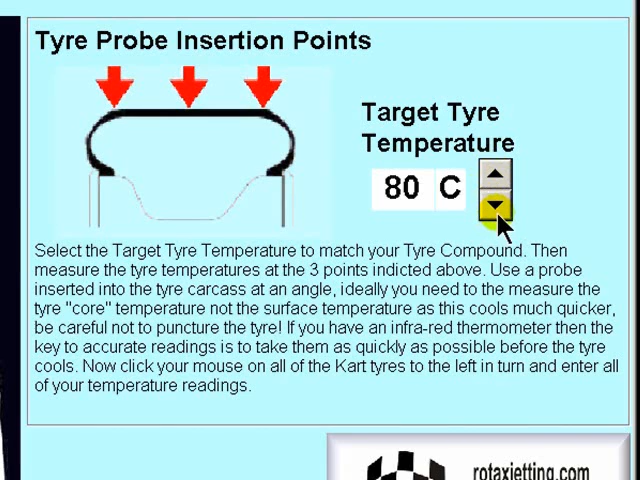 Tyre Probe Insertion Points
Target Tyre
Temperature
80 C
Select the Target Tyre Temperature to match your Tyre Compound. Then
measure the tyre temperatures at the 3 points indicted above. Use a probe
inserted into the tyre carcass at an angle, ideally you need to the measure the
tyre "core" temperature not the surface temperature as this cools much quicker,
be careful not to puncture the tyre! If you have an infra-red thermometer then the
key to accurate readings is to take them as quickly as possible before the tyre
cools. Now click your mouse on all of the Kart tyres to the left in turn and enter all
of your temperature readings.
rotaxjetting.com